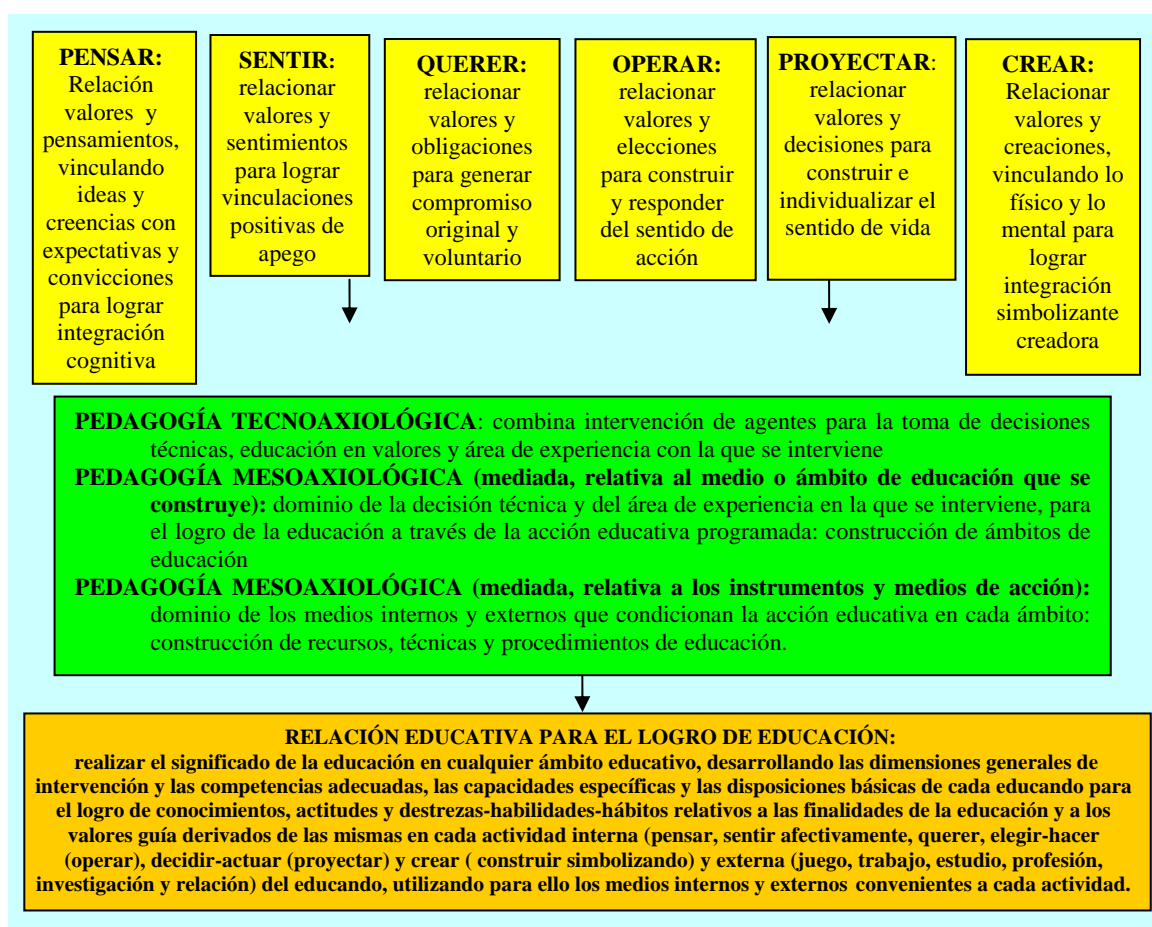 PENSAR:
Relación
valores y
pensamientos,
vinculando
ideas y
creencias con
expectativas y
convicciones
para lograr
integración
cognitiva
SENTIR:
relacionar
valores y
sentimientos
para lograr
vinculaciones
positivas de
apego
QUERER:
relacionar
valores y
obligaciones
para generar
compromiso
original y
voluntario
OPERAR:
relacionar
valores y
elecciones
para construir
y responder
del sentido de
acción
PROYECTAR:
relacionar
valores y
decisiones para
construir e
individualizar el
sentido de vida
CREAR:
Relacionar
valores y
creaciones,
vinculando lo
físico y lo
mental para
lograr
integración
simbolizante
creadora
PEDAGOGÍA TECNOAXIOLÓGICA: combina intervención de agentes para la toma de decisiones
técnicas, educación en valores y área de experiencia con la que se interviene
PEDAGOGÍA MESOAXIOLÓGICA (mediada, relativa al medio o ámbito de educación que se
construye): dominio de la decisión técnica y del área de experiencia en la que se interviene, para
el logro de la educación a través de la acción educativa programada: construcción de ámbitos de
educación
PEDAGOGÍA MESOAXIOLÓGICA (mediada, relativa a los instrumentos y medios de acción):
dominio de los medios internos y externos que condicionan la acción educativa en cada ámbito:
construcción de recursos, técnicas y procedimientos de educación.
RELACIÓN EDUCATIVA PARA EL LOGRO DE EDUCACIÓN:
realizar el significado de la educación en cualquier ámbito educativo, desarrollando las dimensiones generales de
intervención y las competencias adecuadas, las capacidades específicas y las disposiciones básicas de cada educando para
el logro de conocimientos, actitudes y destrezas-habilidades-hábitos relativos a las finalidades de la educación y a los
valores guía derivados de las mismas en cada actividad interna (pensar, sentir afectivamente, querer, elegir-hacer
(operar), decidir-actuar (proyectar) y crear ( construir simbolizando) y externa (juego, trabajo, estudio, profesión,
investigación y relación) del educando, utilizando para ello los medios internos y externos convenientes a cada actividad.